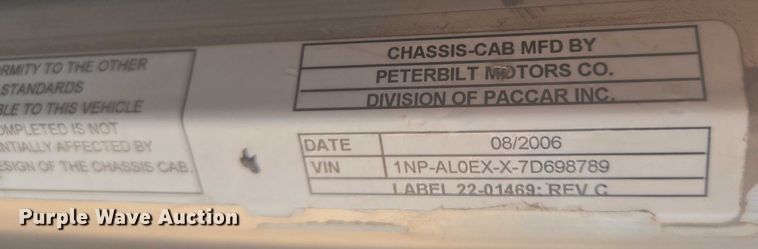 RMITY TO THE OTHER
STANDARDS
BLE TO THIS VEHICLE
OMPLETED IS NOT
NTIALLY AFFECTED BY
ESIGN OF THE CHASSIS CAB.
CHASSIS-CAB MFD BY
PETERBILT MOTORS CO.
DIVISION OF PACCAR INC.
DATE 08/2006
VIN 1NP-AL0EX-X-7D698789
LABEL 22-01469: REV C
Purple Wave Auction